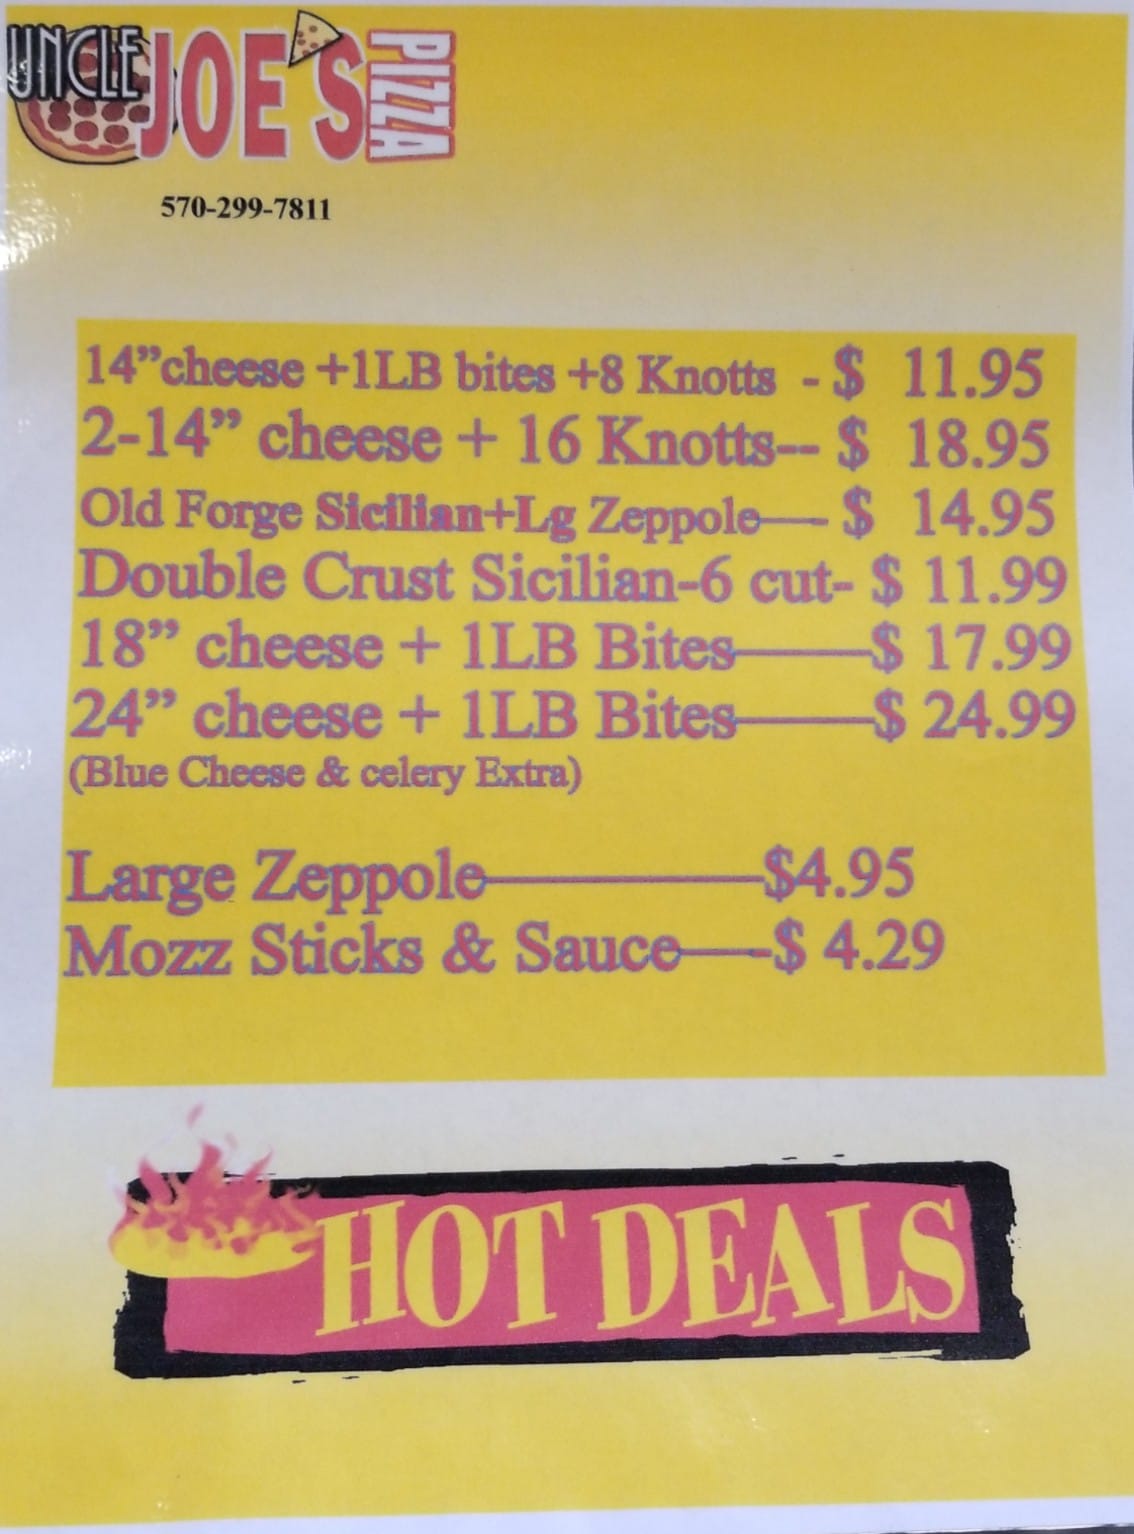 UNCLE JOE'S PIZZA
570-299-7811
14”cheese +1LB bites +8 Knotts - $ 11.95
2-14” cheese + 16 Knotts-- $ 18.95
Old Forge Sicilian+Lg Zeppole— $ 14.95
Double Crust Sicilian-6 cut- $ 11.99
18” cheese + 1LB Bites——$ 17.99
24” cheese + 1LB Bites——$ 24.99
(Blue Cheese & celery Extra)
Large Zeppole————$4.95
Mozz Sticks & Sauce—-$ 4.29
HOT DEALS